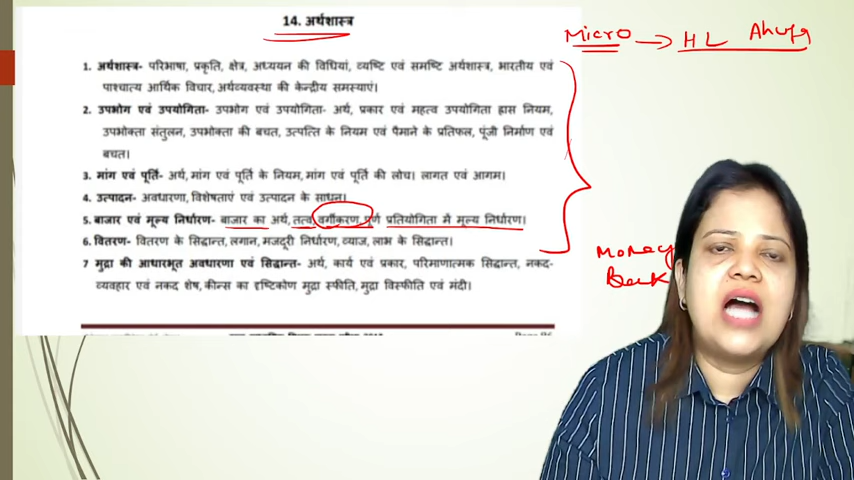 14. अर्थशास्त्र
Micro → HL Ahuja
1. अर्थशास्त्र- परिभाषा, प्रकृति, क्षेत्र, अध्ययन की विधियां, व्यष्टि एवं समष्टि अर्थशास्त्र, भारतीय एवं
पाश्चात्य आर्थिक विचार, अर्थव्यवस्था की केन्द्रीय समस्याएं।
2. उपभोग एवं उपयोगिता- उपभोग एवं उपयोगिता- अर्थ, प्रकार एवं महत्व उपयोगिता ह्रास नियम,
उपभोक्ता संतुलन, उपभोक्ता की बचत, उत्पत्ति के नियम एवं पैमाने के प्रतिफल, पूंजी निर्माण एवं
बचत।
3. मांग एवं पूर्ति- अर्थ, मांग एवं पूर्ति के नियम, मांग एवं पूर्ति की लोच। लागत एवं आगम।
4. उत्पादन- अवधारणा, विशेषताएं एवं उत्पादन के साधन।
5. बाजार एवं मूल्य निर्धारण- बाजार का अर्थ, तत्व वर्गीकरण, पूर्ण प्रतियोगिता में मूल्य निर्धारण।
6. वितरण- वितरण के सिद्धान्त, लगान, मजदूरी निर्धारण, व्याज, लाभ के सिद्धान्त।
Money
7 मुद्रा की आधारभूत अवधारणा एवं सिद्धान्त- अर्थ, कार्य एवं प्रकार, परिमाणात्मक सिद्धान्त, नकद-
व्यवहार एवं नकद शेष, कीन्स का दृष्टिकोण मुद्रा स्फीति, मुद्रा विस्फीति एवं मंदी।